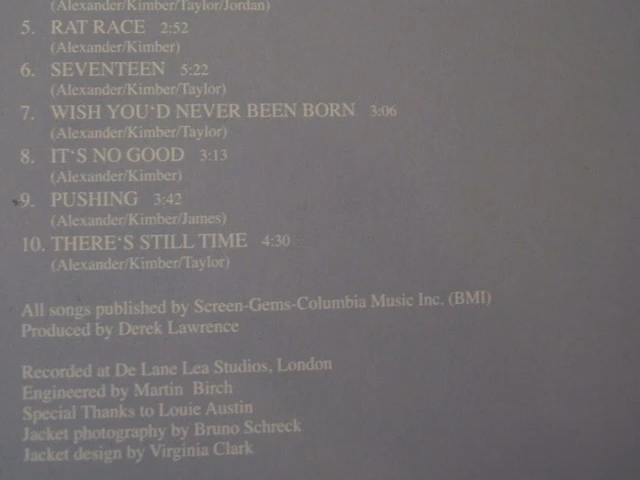 (Alexander/Kimber/Taylor/Jordan)
5. RAT RACE 2:52
(Alexander/Kimber)
6. SEVENTEEN 5:22
(Alexander/Kimber/Taylor)
7. WISH YOU'D NEVER BEEN BORN 3:06
(Alexander/Kimber/Taylor)
8. IT'S NO GOOD 3:13
(Alexander/Kimber)
9. PUSHING 3:42
(Alexander/Kimber/James)
10. THERE'S STILL TIME 4:30
(Alexander/Kimber/Taylor)
All songs published by Screen-Gems-Columbia Music Inc. (BMI)
Produced by Derek Lawrence
Recorded at De Lane Lea Studios, London
Engineered by Martin Birch
Special Thanks to Louie Austin
Jacket photography by Bruno Schreck
Jacket design by Virginia Clark